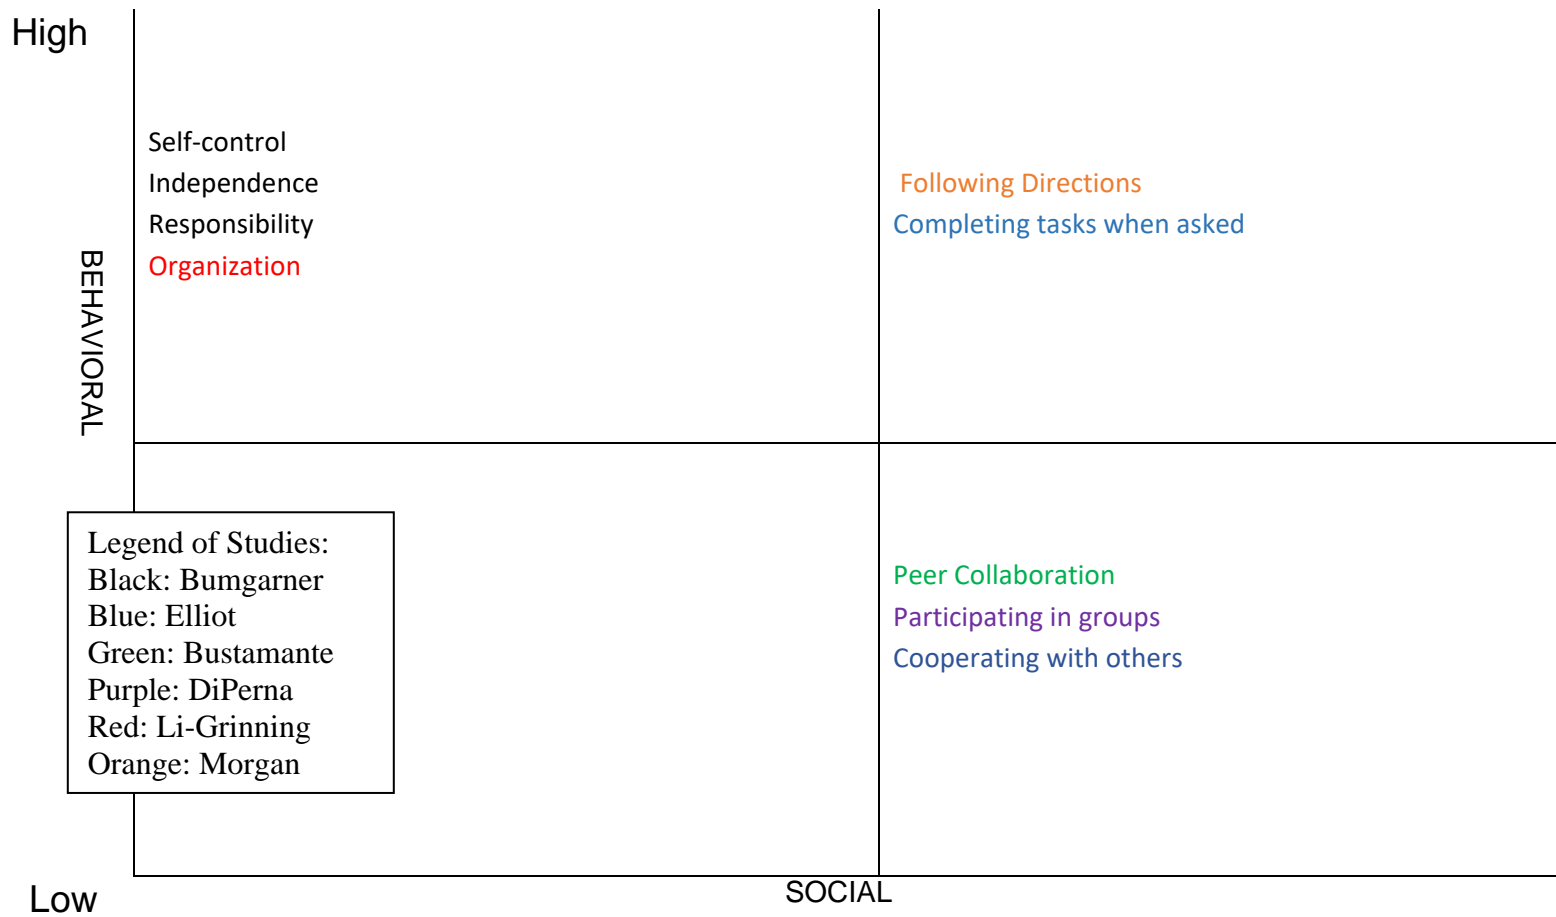 High
Self-control
Independence
Responsibility
Organization
Following Directions
Completing tasks when asked
BEHAVIORAL
Legend of Studies:
Black: Bumgarner
Blue: Elliot
Green: Bustamante
Purple: DiPerna
Red: Li-Grinning
Orange: Morgan
Peer Collaboration
Participating in groups
Cooperating with others
SOCIAL
Low